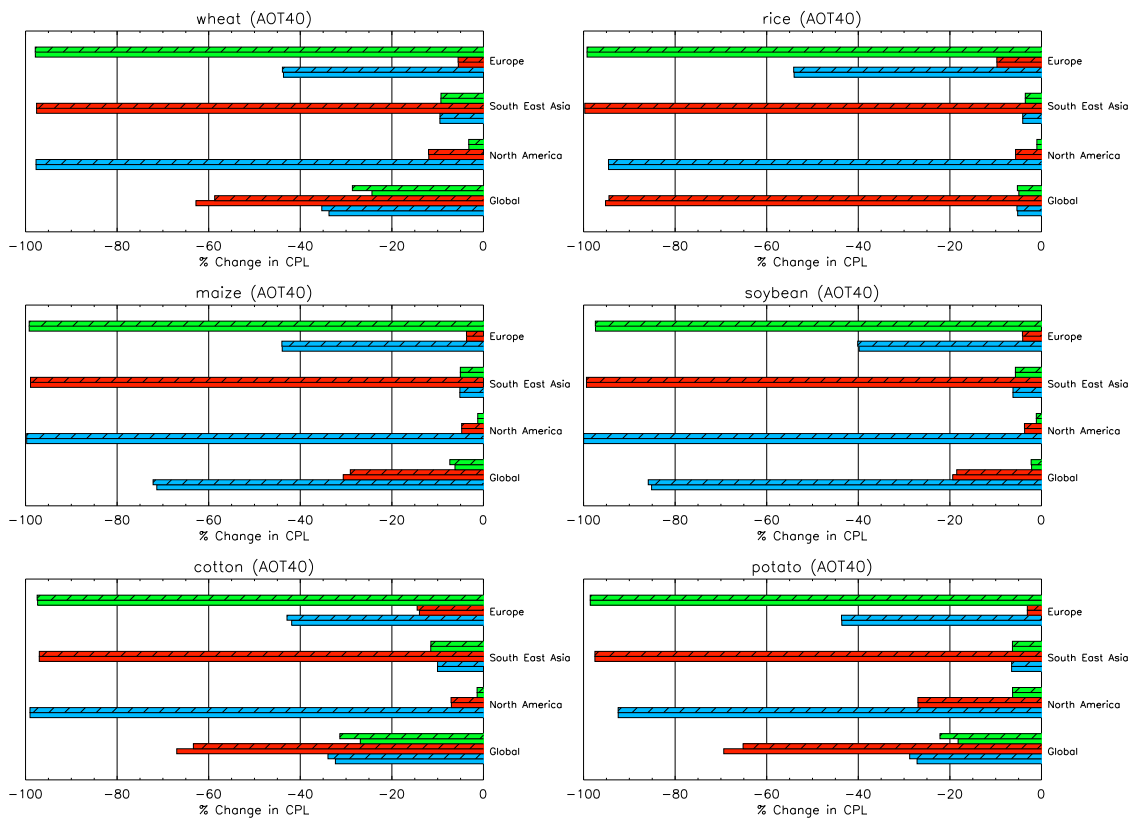 wheat (AOT40)
Europe
South East Asia
North America
Global
−100 −80 −60 −40 −20 0
% Change in CPL
rice (AOT40)
Europe
South East Asia
North America
Global
−100 −80 −60 −40 −20 0
% Change in CPL
maize (AOT40)
Europe
South East Asia
North America
Global
−100 −80 −60 −40 −20 0
% Change in CPL
soybean (AOT40)
Europe
South East Asia
North America
Global
−100 −80 −60 −40 −20 0
% Change in CPL
cotton (AOT40)
Europe
South East Asia
North America
Global
−100 −80 −60 −40 −20 0
% Change in CPL
potato (AOT40)
Europe
South East Asia
North America
Global
−100 −80 −60 −40 −20 0
% Change in CPL